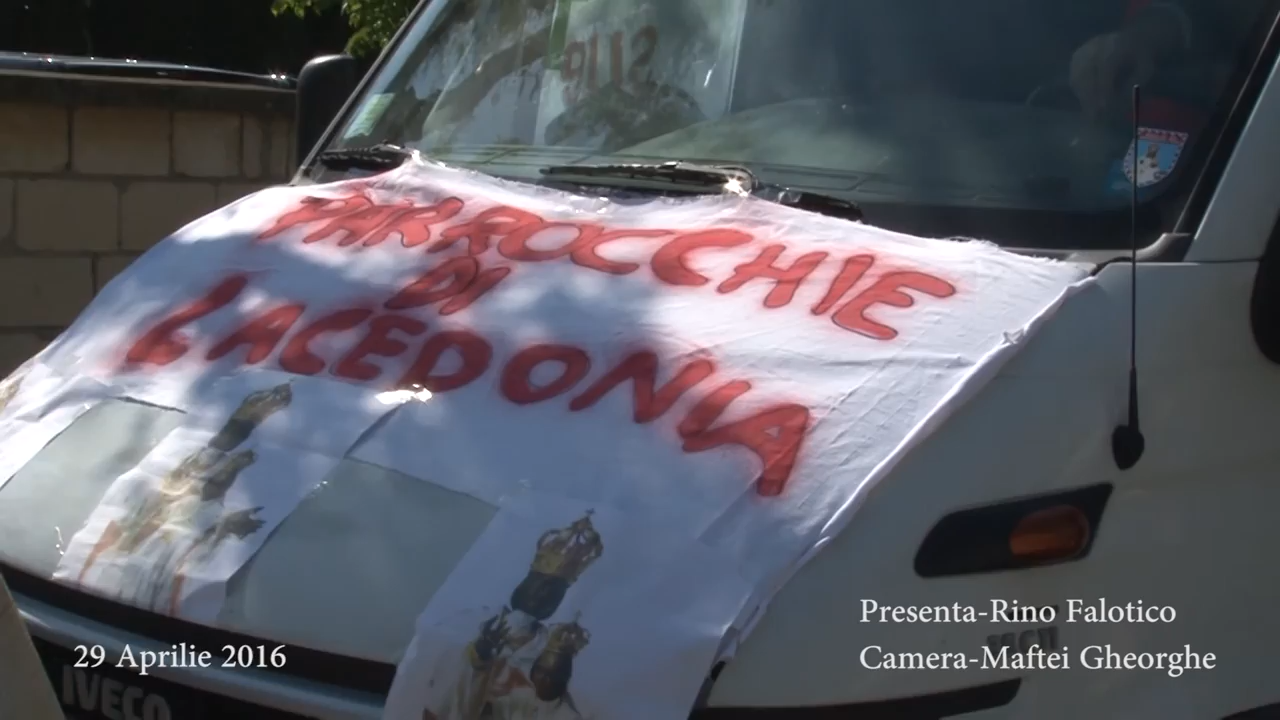 PARROCCHIE
DI
LACEDONIA
29 Aprilie 2016
Presenta-Rino Falotico
Camera-Maftei Gheorghe
IVECO